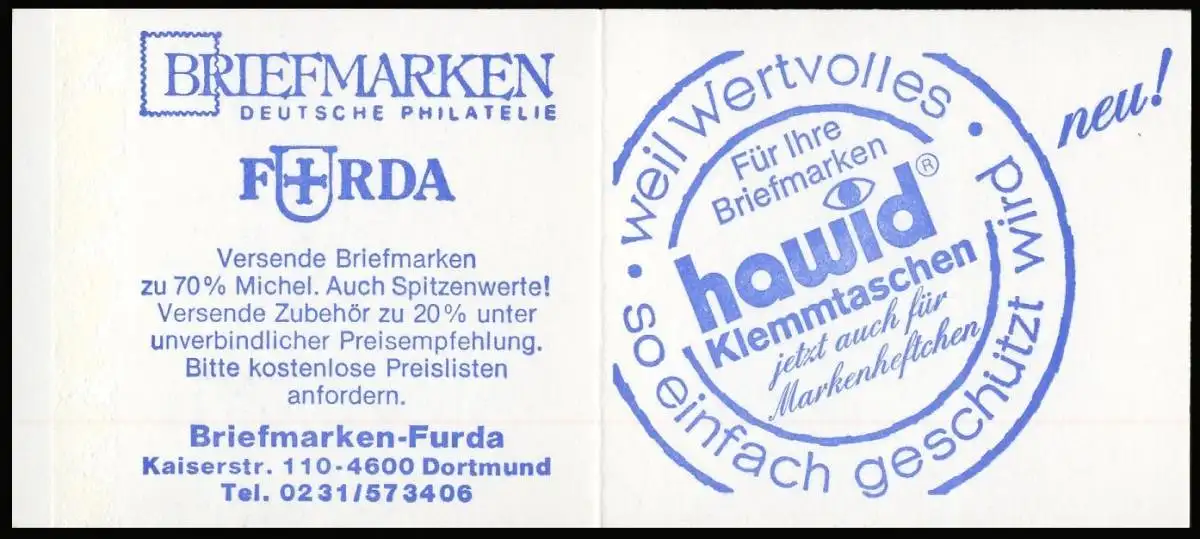 BRIEFMARKEN
DEUTSCHE PHILATELIE
FURDA
Versende Briefmarken
zu 70% Michel. Auch Spitzenwerte!
Versende Zubehör zu 20% unter
unverbindlicher Preisempfehlung.
Bitte kostenlose Preislisten
anfordern.
Briefmarken-Furda
Kaiserstr. 110-4600 Dortmund
Tel. 0231/573406
· weil Wertvolles ·
so einfach geschützt wird
Für Ihre
Briefmarken
hawid®
Klemmtaschen
jetzt auch für
Markenheftchen
neu!